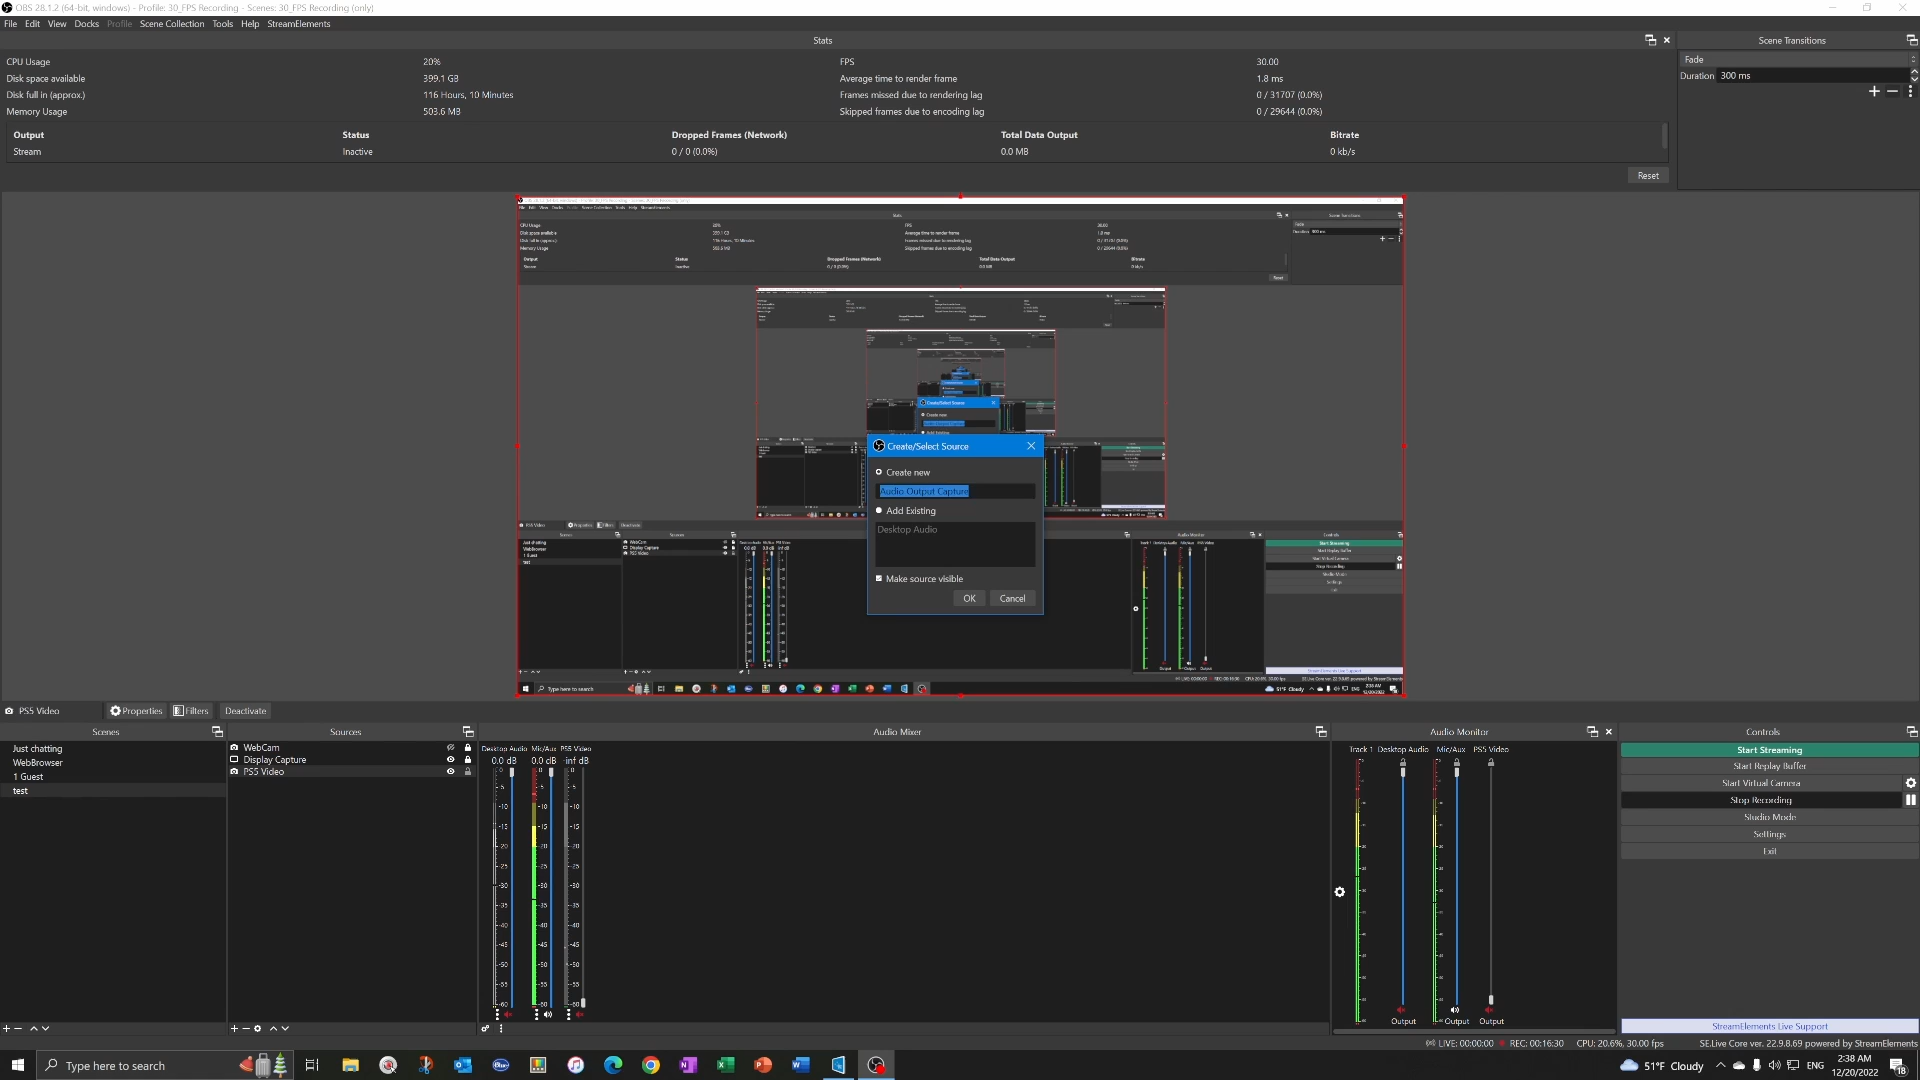 OBS 28.1.2 (64-bit, windows) - Profile: 30_FPS Recording - Scenes: 30_FPS Recording (only)
File Edit View Docks Profile Scene Collection Tools Help StreamElements
Stats
Scene Transitions
CPU Usage 20% FPS 30.00
Fade
Disk space available 399.1 GB Average time to render frame 1.8 ms
Duration 300 ms
Disk full in (approx.) 116 Hours, 10 Minutes Frames missed due to rendering lag 0 / 31707 (0.0%)
Memory Usage 503.6 MB Skipped frames due to encoding lag 0 / 29644 (0.0%)
Output Status Dropped Frames (Network) Total Data Output Bitrate
Stream Inactive 0 / 0 (0.0%) 0.0 MB 0 kb/s
Reset
Create/Select Source
Create new
Audio Output Capture
Add Existing
Desktop Audio
Make source visible
OK Cancel
PS5 Video Properties Filters Deactivate
Scenes
Just chatting
WebBrowser
1 Guest
test
Sources
WebCam
Display Capture
PS5 Video
Audio Mixer
Desktop Audio Mic/Aux PS5 Video
0.0 dB 0.0 dB -inf dB
Audio Monitor
Track 1 Desktop Audio Mic/Aux PS5 Video
Output Output Output
Controls
Start Streaming
Start Replay Buffer
Start Virtual Camera
Stop Recording
Studio Mode
Settings
Exit
StreamElements Live Support
LIVE: 00:00:00 REC: 00:16:30 CPU: 20.6%, 30.00 fps SE.Live Core ver. 22.9.8.69 powered by StreamElements
Type here to search
51°F Cloudy ENG
2:38 AM
12/20/2022
18